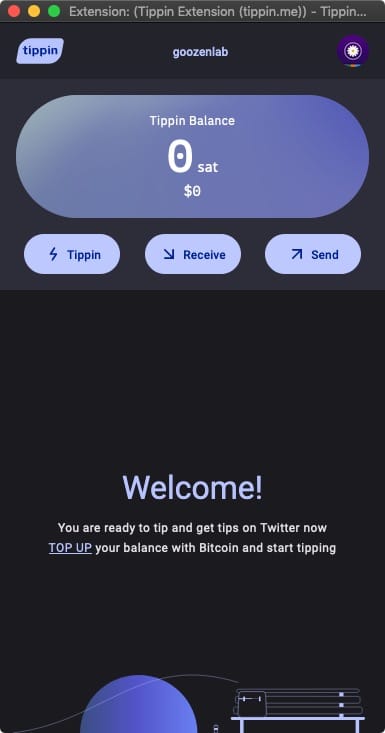 Extension: (Tippin Extension (tippin.me)) - Tippin...
tippin
goozenlab
Tippin Balance
0 sat
$0
Tippin
Receive
Send
Welcome!
You are ready to tip and get tips on Twitter now
TOP UP your balance with Bitcoin and start tipping